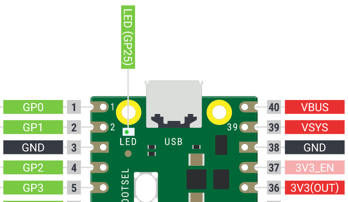 LED (GP25)
GP0 1 1 40 VBUS
GP1 2 2 39 39 VSYS
GND 3 LED USB 38 GND
GP2 4 37 3V3_EN
GP3 5 BOOTSEL 36 3V3(OUT)